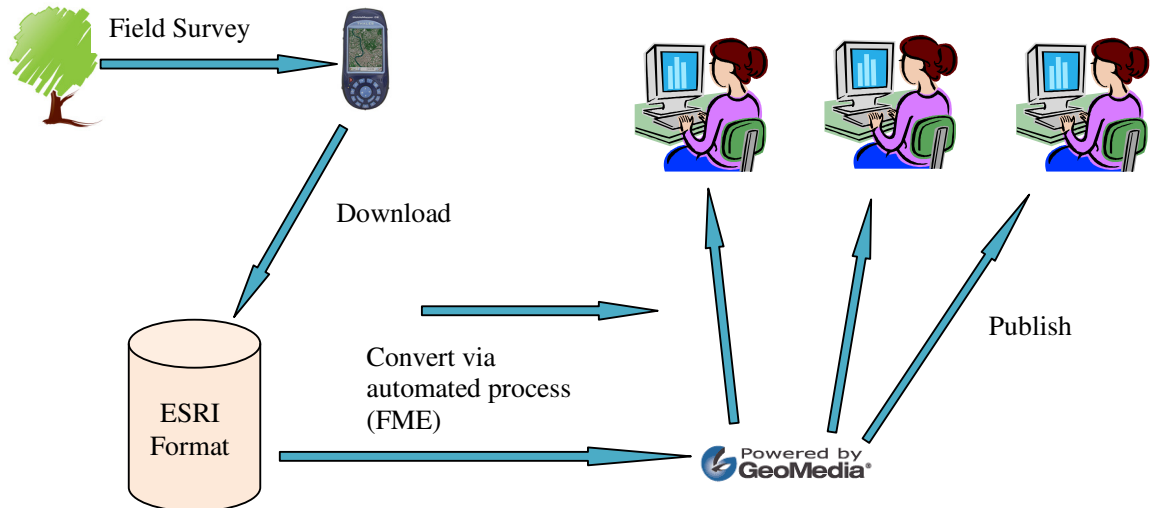 Field Survey
Download
Convert via
automated process
(FME)
Publish
ESRI
Format
Powered by
GeoMedia®